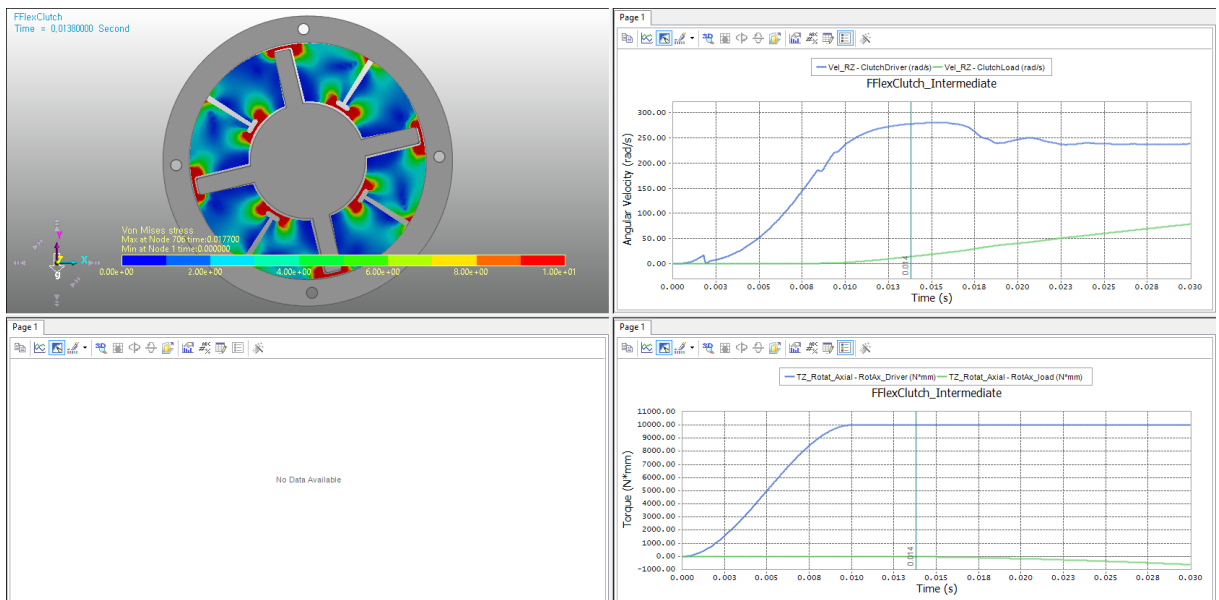 FFlexClutch
Time = 0,01380000 Second
Von Mises stress
Max at Node 706 time:0.017700
Min at Node 1 time:0.000000
0.00e+00 2.00e+00 4.00e+00 6.00e+00 8.00e+00 1.00e+01
Y
X
g
Page 1
Vel_RZ - ClutchDriver (rad/s) Vel_RZ - ClutchLoad (rad/s)
FFlexClutch_Intermediate
Angular Velocity (rad/s)
300.00
250.00
200.00
150.00
100.00
50.00
0.00
0.014
0.000 0.003 0.005 0.008 0.010 0.013 0.015 0.018 0.020 0.023 0.025 0.028 0.030
Time (s)
Page 1
3D
No Data Available
Page 1
TZ_Rotat_Axial - RotAx_Driver (N*mm) TZ_Rotat_Axial - RotAx_load (N*mm)
FFlexClutch_Intermediate
Torque (N*mm)
11000.00
10000.00
9000.00
8000.00
7000.00
6000.00
5000.00
4000.00
3000.00
2000.00
1000.00
0.00
-1000.00
0.014
0.000 0.003 0.005 0.008 0.010 0.013 0.015 0.018 0.020 0.023 0.025 0.028 0.030
Time (s)